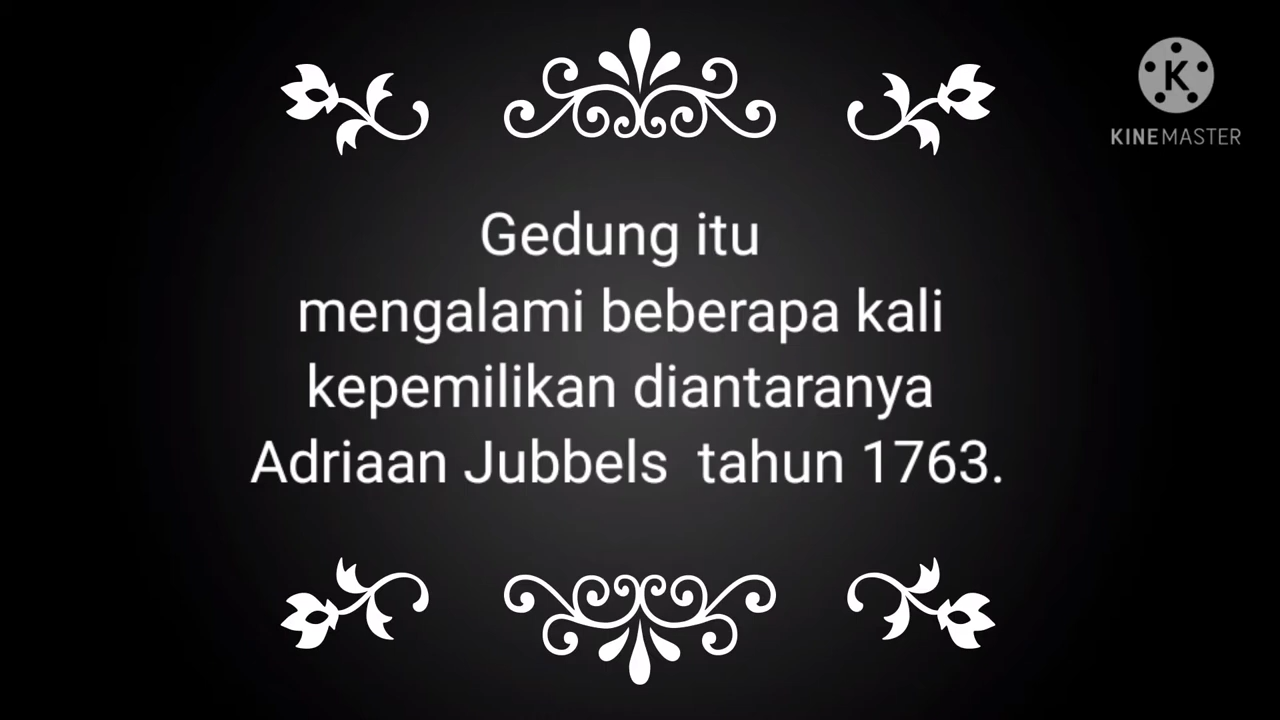 KINEMASTER
Gedung itu
mengalami beberapa kali
kepemilikan diantaranya
Adriaan Jubbels  tahun 1763.